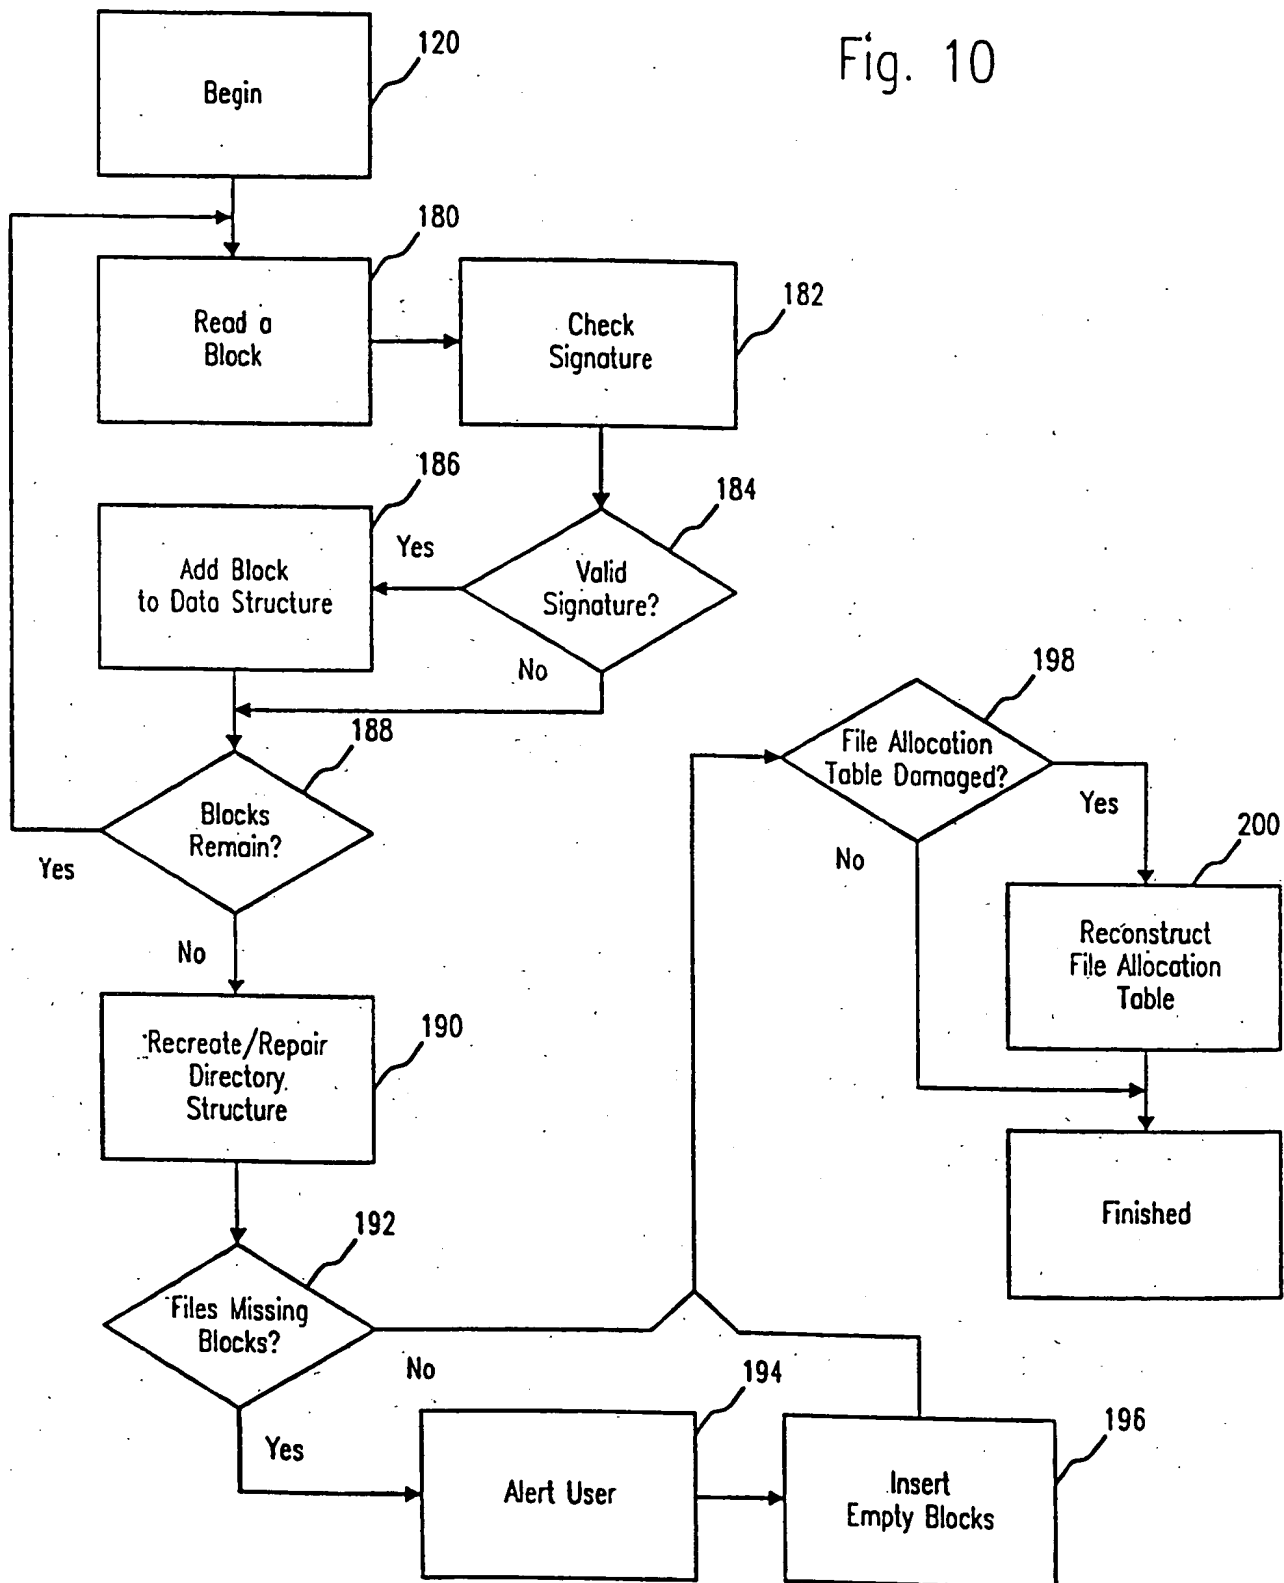 Fig. 10
120
Begin
180
Read a
Block
182
Check
Signature
184
Valid
Signature?
Yes
No
186
Add Block
to Data Structure
188
Blocks
Remain?
Yes
No
190
Recreate/Repair
Directory
Structure
192
Files Missing
Blocks?
No
Yes
194
Alert User
196
Insert
Empty Blocks
198
File Allocation
Table Damaged?
Yes
No
200
Reconstruct
File Allocation
Table
Finished